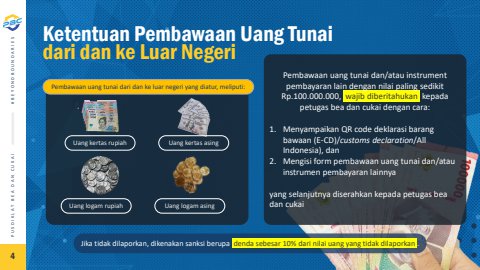 PBC
Ketentuan Pembawaan Uang Tunai
dari dan ke Luar Negeri
Pembawaan uang tunai dari dan ke luar negeri yang diatur, meliputi:
Uang kertas rupiah
Uang kertas asing
Uang logam rupiah
Uang logam asing
Pembawaan uang tunai dan/atau instrument
pembayaran lain dengan nilai paling sedikit
Rp.100.000.000, wajib diberitahukan kepada
petugas bea dan cukai dengan cara:
1. Menyampaikan QR code deklarasi barang
bawaan (E-CD)/customs declaration/All
Indonesia), dan
2. Mengisi form pembawaan uang tunai dan/atau
instrumen pembayaran lainnya
yang selanjutnya diserahkan kepada petugas bea
dan cukai
Jika tidak dilaporkan, dikenakan sanksi berupa denda sebesar 10% dari nilai uang yang tidak dilaporkan
PUSDIKLAT BEA DAN CUKAI
BEYONDBOUNDARIES
4
100000